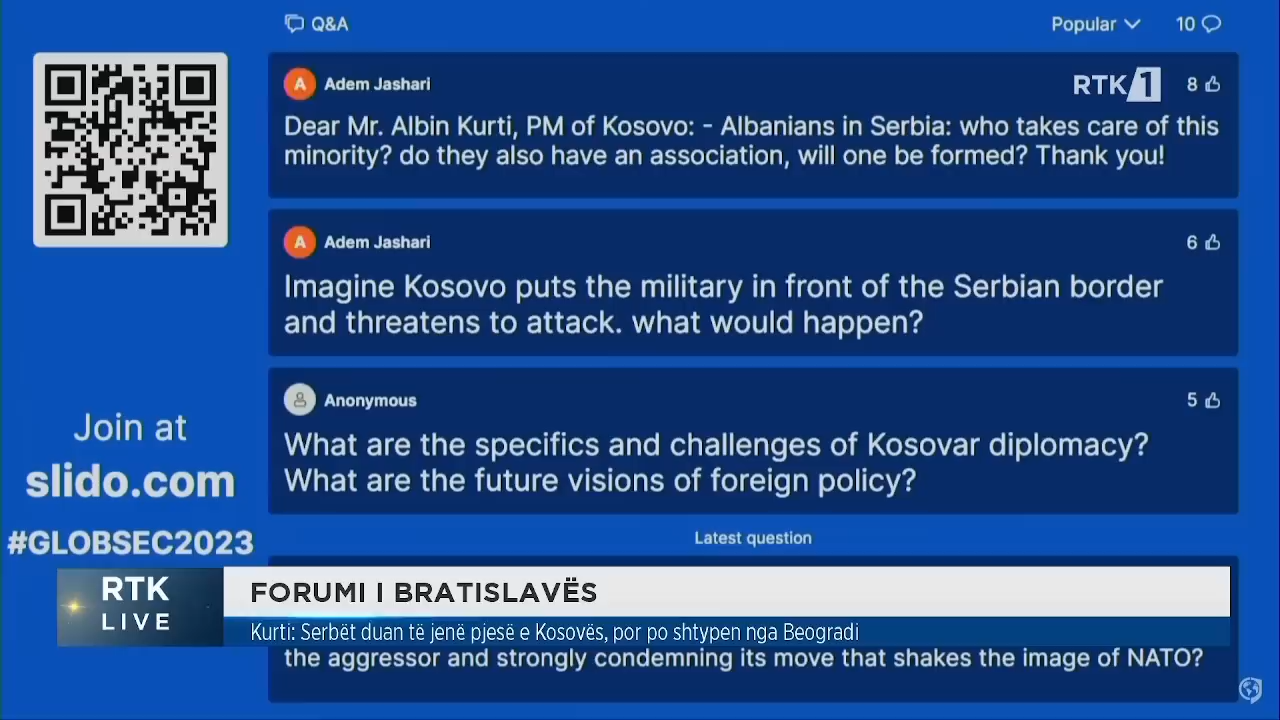 Q&A
Popular
10
Adem Jashari
RTK 1
8
Dear Mr. Albin Kurti, PM of Kosovo: - Albanians in Serbia: who takes care of this
minority? do they also have an association, will one be formed? Thank you!
A Adem Jashari
6
Imagine Kosovo puts the military in front of the Serbian border
and threatens to attack. what would happen?
Anonymous
5
What are the specifics and challenges of Kosovar diplomacy?
What are the future visions of foreign policy?
Join at
slido.com
#GLOBSEC2023
Latest question
RTK
LIVE
FORUMI I BRATISLAVËS
Kurti: Serbët duan të jenë pjesë e Kosovës, por po shtypen nga Beogradi
the aggressor and strongly condemning its move that shakes the image of NATO?